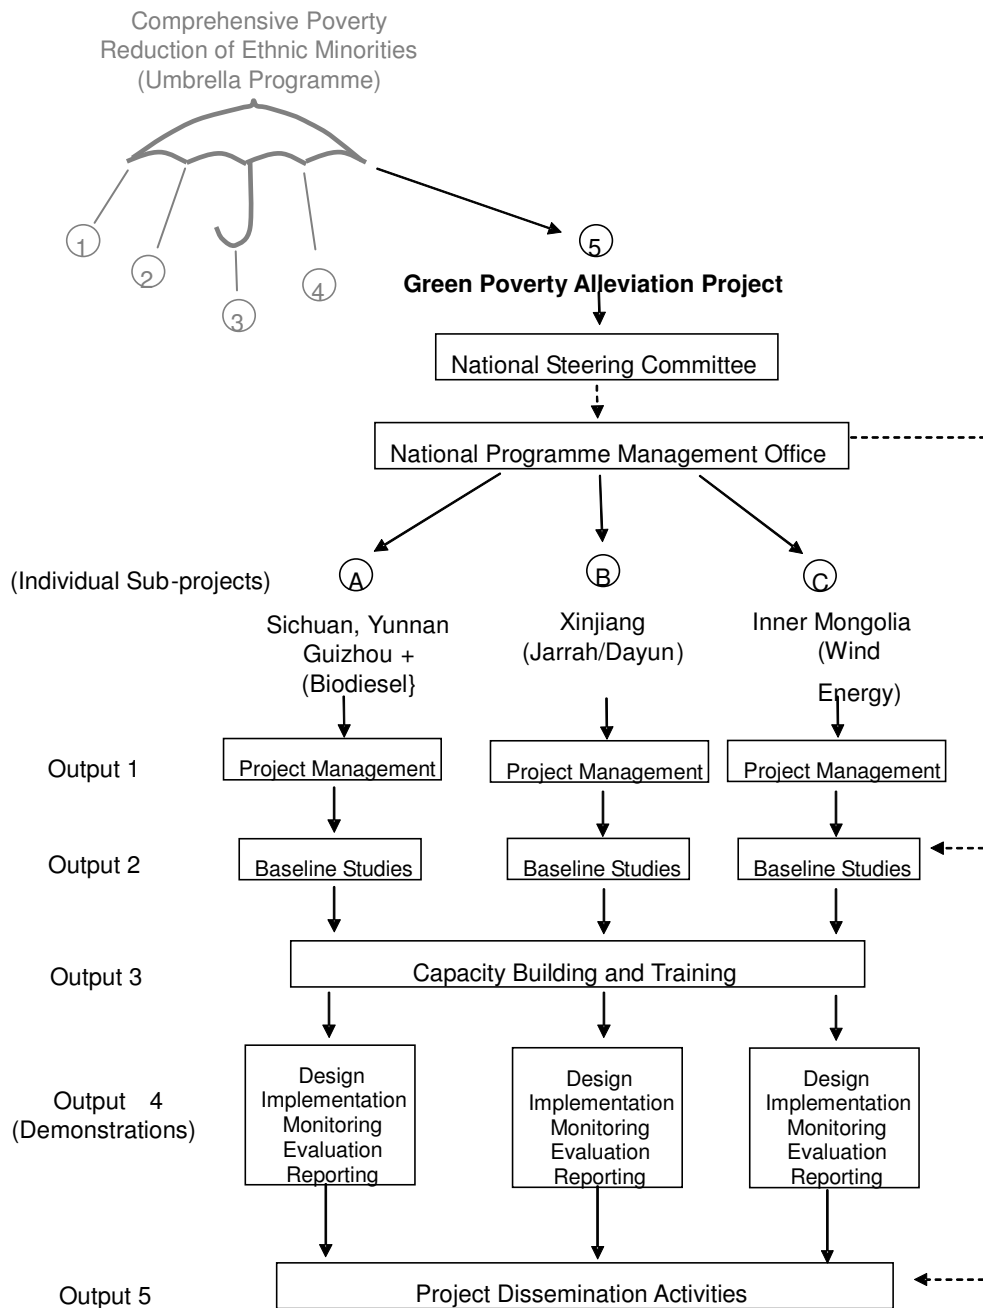 Comprehensive Poverty
Reduction of Ethnic Minorities
(Umbrella Programme)
1
2
3
4
5
Green Poverty Alleviation Project
National Steering Committee
National Programme Management Office
(Individual Sub-projects)
A
B
C
Sichuan, Yunnan
Guizhou +
(Biodiesel}
Xinjiang
(Jarrah/Dayun)
Inner Mongolia
(Wind
Energy)
Output 1
Project Management
Project Management
Project Management
Output 2
Baseline Studies
Baseline Studies
Baseline Studies
Output 3
Capacity Building and Training
Output 4
(Demonstrations)
Design
Implementation
Monitoring
Evaluation
Reporting
Design
Implementation
Monitoring
Evaluation
Reporting
Design
Implementation
Monitoring
Evaluation
Reporting
Output 5
Project Dissemination Activities